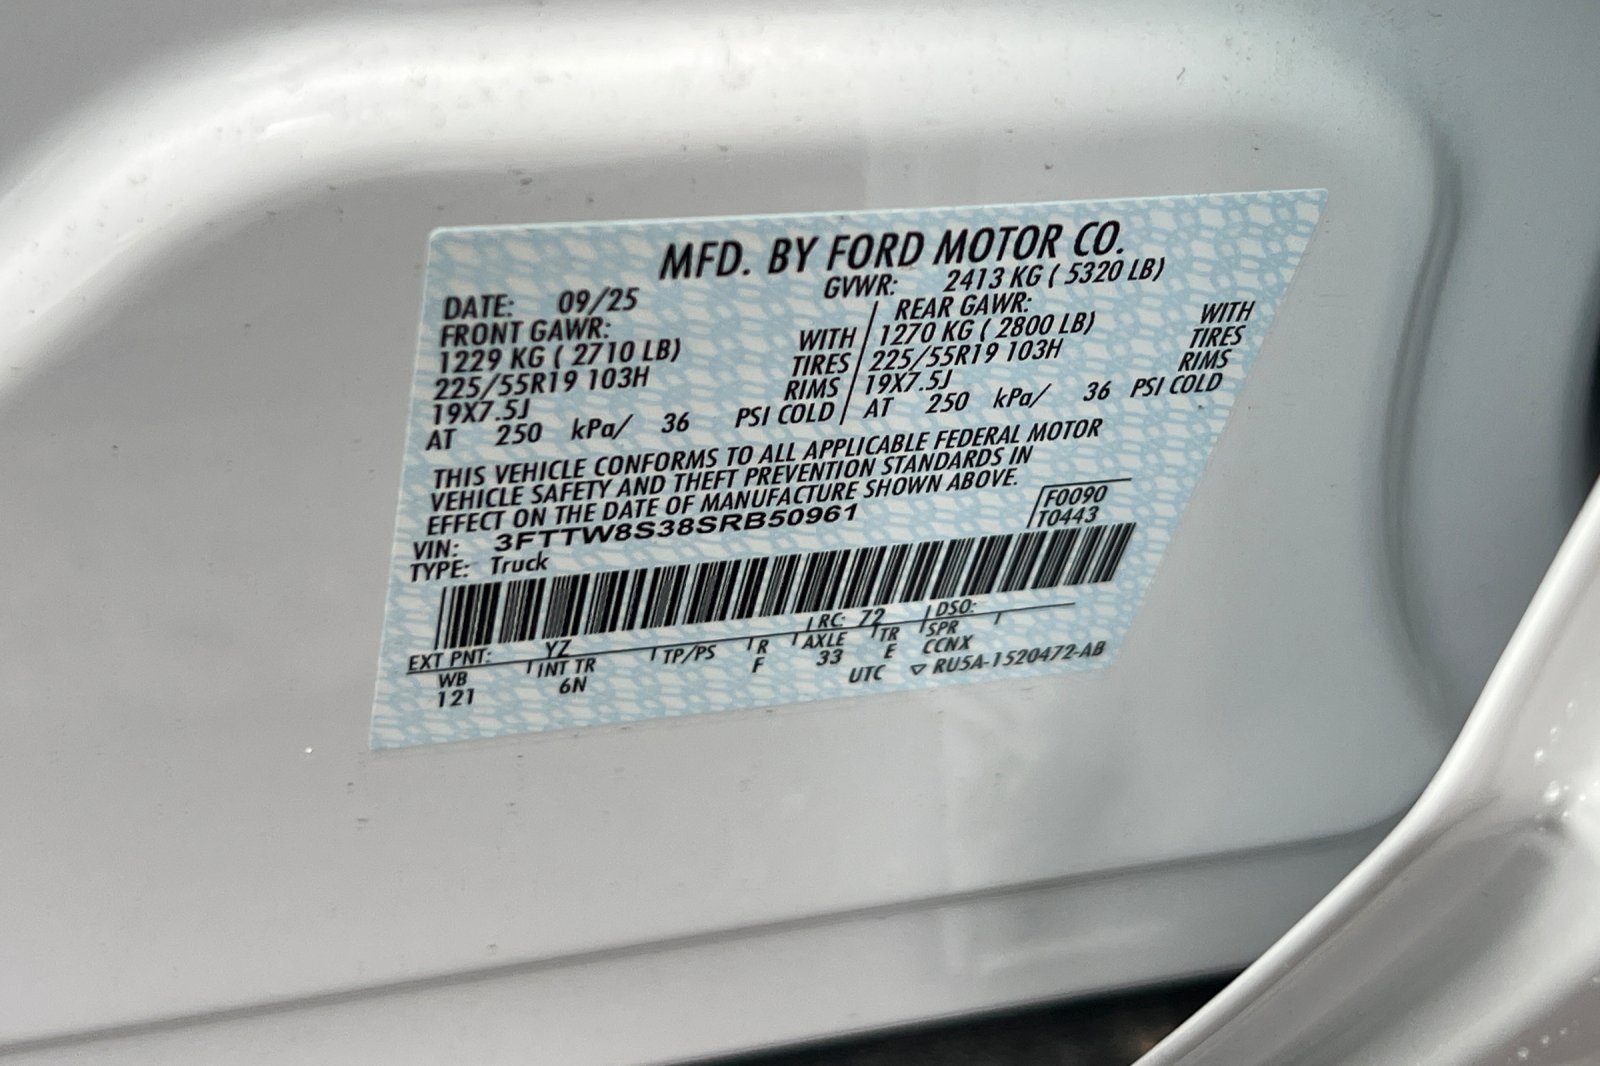 MFD. BY FORD MOTOR CO.
DATE: 09/25 GVWR: 2413 KG ( 5320 LB)
FRONT GAWR: REAR GAWR:
1229 KG ( 2710 LB) WITH 1270 KG ( 2800 LB) WITH
225/55R19 103H TIRES 225/55R19 103H TIRES
19X7.5J RIMS 19X7.5J RIMS
AT 250 kPa/ 36 PSI COLD AT 250 kPa/ 36 PSI COLD
THIS VEHICLE CONFORMS TO ALL APPLICABLE FEDERAL MOTOR
VEHICLE SAFETY AND THEFT PREVENTION STANDARDS IN
EFFECT ON THE DATE OF MANUFACTURE SHOWN ABOVE.
VIN: 3FTTW8S38SRB50961 F0090
TYPE: Truck T0443
EXT PNT: YZ RC: 72 DSO:
WB INT TR TP/PS R AXLE TR SPR
121 6N F 33 E CCNX
UTC ▽ RU5A-1520472-AB